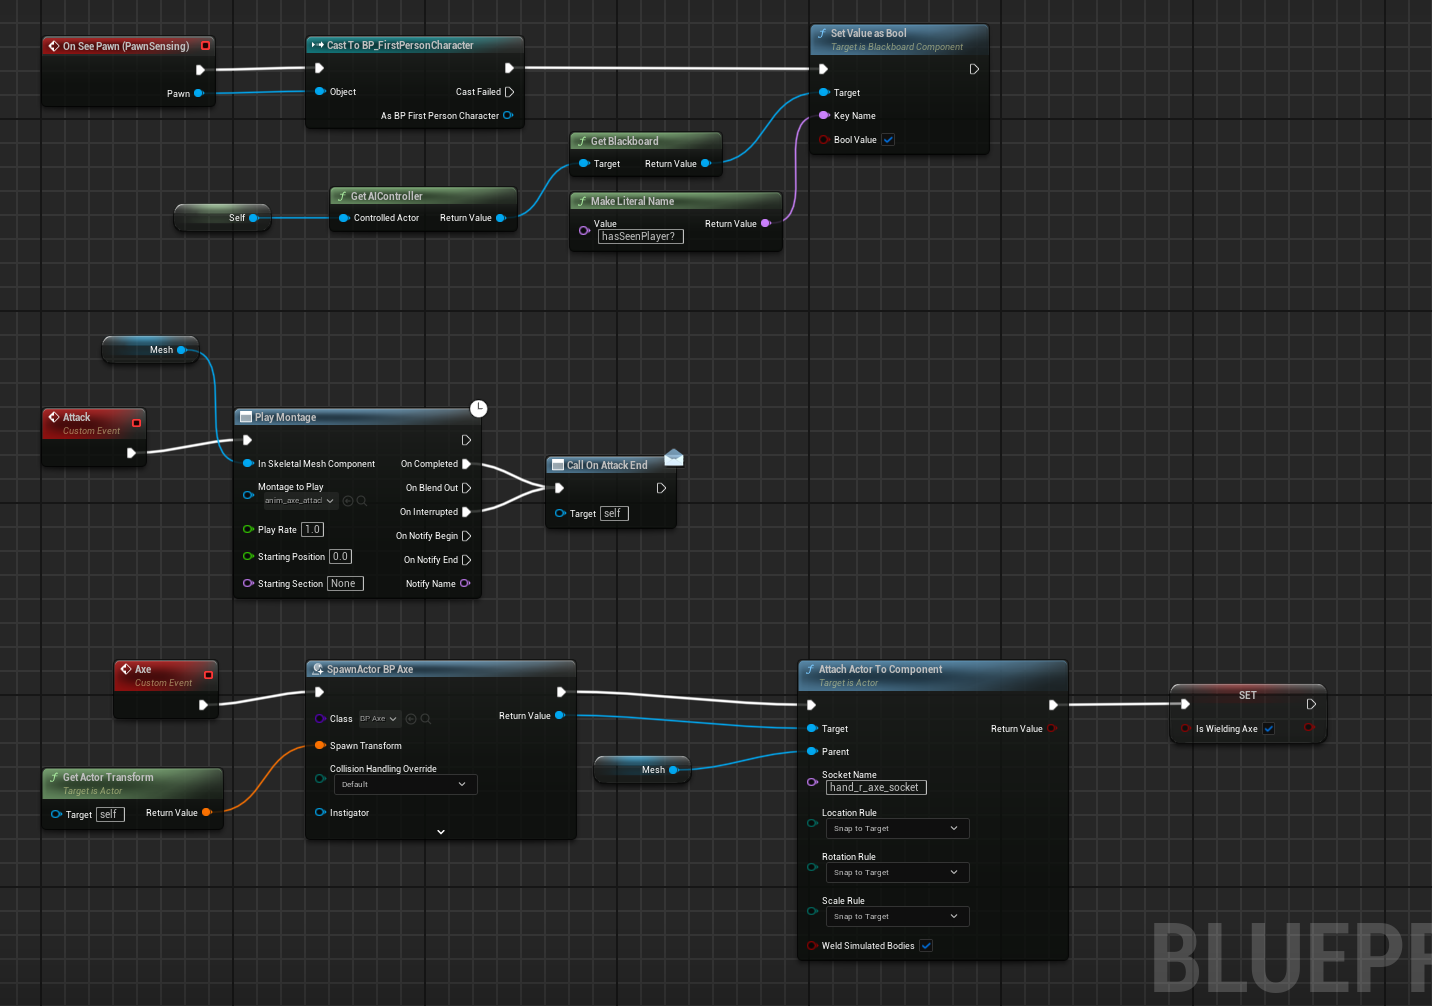 On See Pawn (PawnSensing)
Pawn
Cast To BP_FirstPersonCharacter
Object
Cast Failed
As BP First Person Character
Set Value as Bool
Target is Blackboard Component
Target
Key Name
Bool Value
Get Blackboard
Target
Return Value
Self
Get AIController
Controlled Actor
Return Value
Make Literal Name
Value
hasSeenPlayer?
Return Value
Mesh
Attack
Custom Event
Play Montage
In Skeletal Mesh Component
On Completed
Montage to Play
anim_axe_attac
On Blend Out
On Interrupted
Play Rate
1.0
On Notify Begin
Starting Position
0.0
On Notify End
Starting Section
None
Notify Name
Call On Attack End
Target
self
Axe
Custom Event
SpawnActor BP Axe
Class
BP Axe
Return Value
Spawn Transform
Collision Handling Override
Default
Instigator
Get Actor Transform
Target is Actor
Target
self
Return Value
Mesh
Attach Actor To Component
Target is Actor
Target
Return Value
Parent
Socket Name
hand_r_axe_socket
Location Rule
Snap to Target
Rotation Rule
Snap to Target
Scale Rule
Snap to Target
Weld Simulated Bodies
SET
Is Wielding Axe
BLUEPR